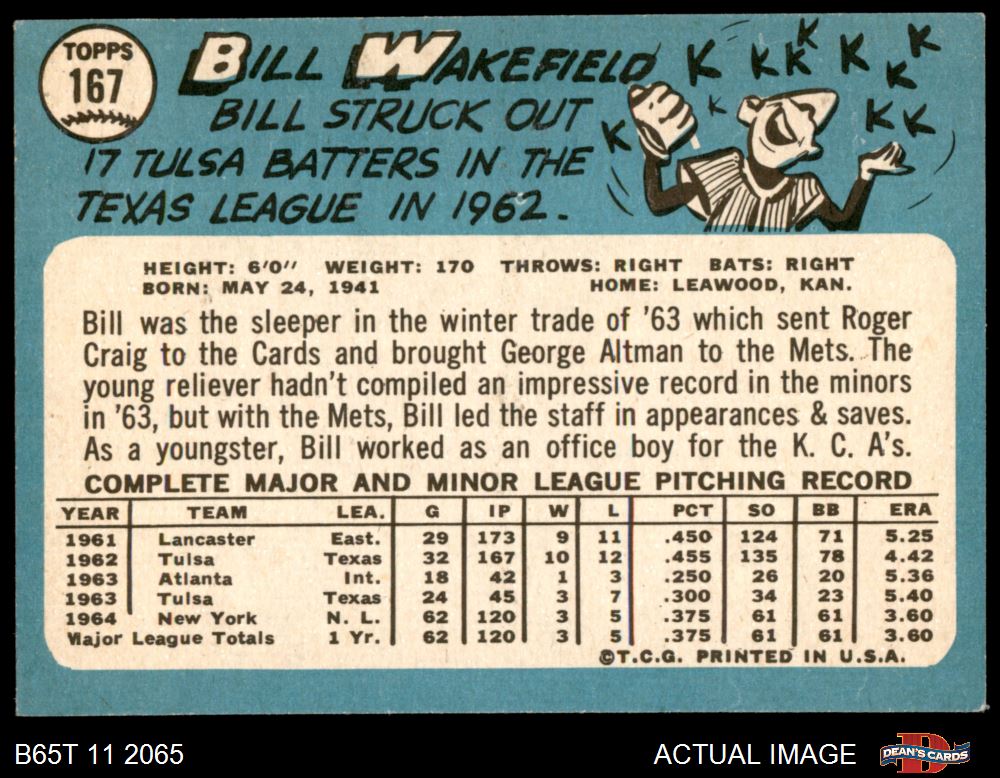 TOPPS
167
BILL WAKEFIELD
BILL STRUCK OUT
17 TULSA BATTERS IN THE
TEXAS LEAGUE IN 1962.
K K K K K K K K K K K
HEIGHT: 6'0" WEIGHT: 170 THROWS: RIGHT BATS: RIGHT
BORN: MAY 24, 1941 HOME: LEAWOOD, KAN.
Bill was the sleeper in the winter trade of '63 which sent Roger
Craig to the Cards and brought George Altman to the Mets. The
young reliever hadn't compiled an impressive record in the minors
in '63, but with the Mets, Bill led the staff in appearances & saves.
As a youngster, Bill worked as an office boy for the K. C. A's.
COMPLETE MAJOR AND MINOR LEAGUE PITCHING RECORD
YEAR TEAM LEA. G IP W L PCT SO BB ERA
1961 Lancaster East. 29 173 9 11 .450 124 71 5.25
1962 Tulsa Texas 32 167 10 12 .455 135 78 4.42
1963 Atlanta Int. 18 42 1 3 .250 26 20 5.36
1963 Tulsa Texas 24 45 3 7 .300 34 23 5.40
1964 New York N. L. 62 120 3 5 .375 61 61 3.60
Major League Totals 1 Yr. 62 120 3 5 .375 61 61 3.60
©T.C.G. PRINTED IN U.S.A.
B65T 11 2065 ACTUAL IMAGE D DEAN'S CARDS